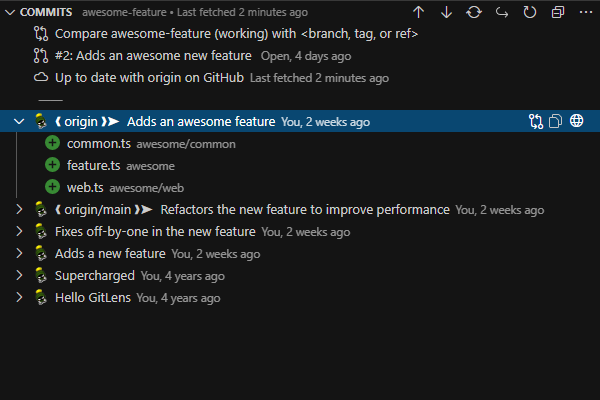 COMMITS awesome-feature • Last fetched 2 minutes ago
Compare awesome-feature (working) with <branch, tag, or ref>
#2: Adds an awesome new feature Open, 4 days ago
Up to date with origin on GitHub Last fetched 2 minutes ago
❪ origin ❫➤ Adds an awesome feature You, 2 weeks ago
common.ts awesome/common
feature.ts awesome
web.ts awesome/web
❪ origin/main ❫➤ Refactors the new feature to improve performance You, 2 weeks ago
Fixes off-by-one in the new feature You, 2 weeks ago
Adds a new feature You, 2 weeks ago
Supercharged You, 4 years ago
Hello GitLens You, 4 years ago